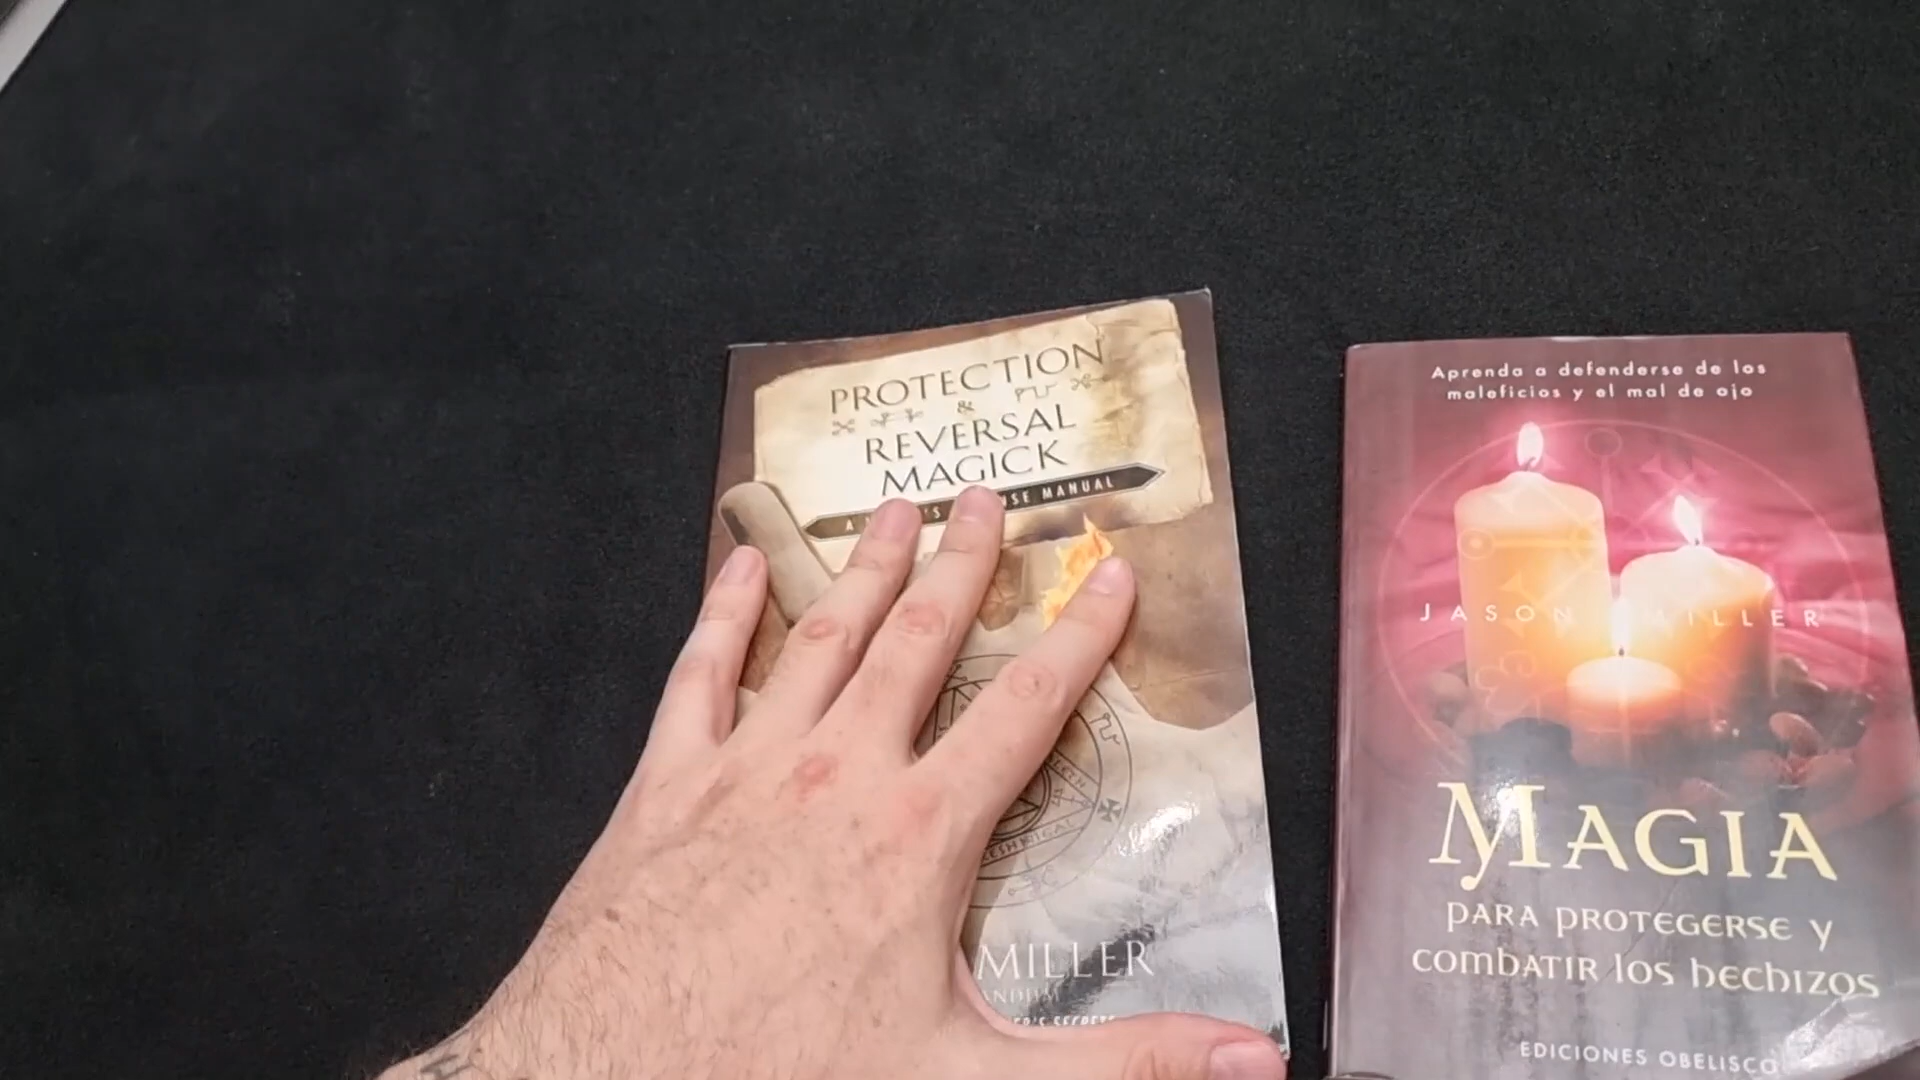 PROTECTION
&
REVERSAL
MAGICK
A MANUAL
MILLER
Aprenda a defenderse de los
maleficios y el mal de ojo
JASON MILLER
MAGIA
PARA PROTEGERSE Y
COMBATIR LOS HECHIZOS
EDICIONES OBELISCO